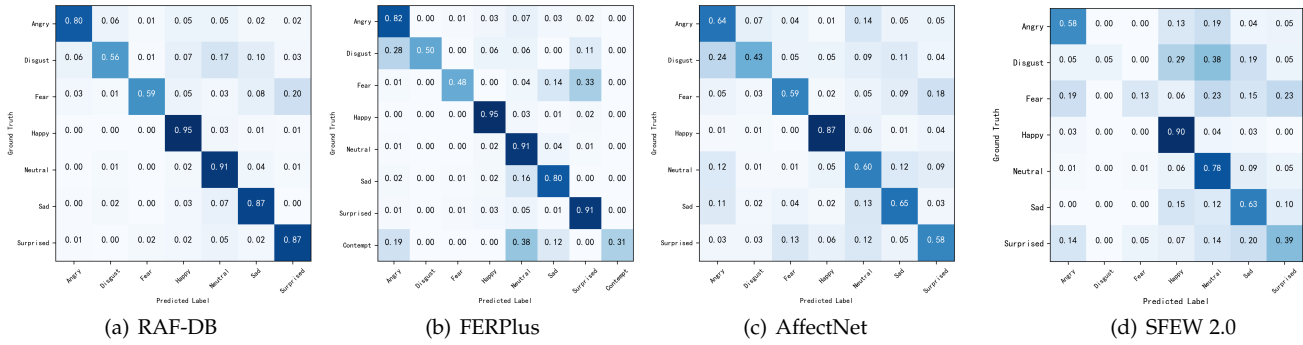 Ground Truth
Angry 0.80 0.06 0.01 0.05 0.05 0.02 0.02
Disgust 0.06 0.56 0.01 0.07 0.17 0.10 0.03
Fear 0.03 0.01 0.59 0.05 0.03 0.08 0.20
Happy 0.00 0.00 0.00 0.95 0.03 0.01 0.01
Neutral 0.00 0.01 0.00 0.02 0.91 0.04 0.01
Sad 0.00 0.02 0.00 0.03 0.07 0.87 0.00
Surprised 0.01 0.00 0.02 0.02 0.05 0.02 0.87
Angry Disgust Fear Happy Neutral Sad Surprised
Predicted Label
(a) RAF-DB
Ground Truth
Angry 0.82 0.00 0.01 0.04 0.07 0.02 0.03 0.00
Disgust 0.28 0.50 0.00 0.06 0.06 0.00 0.11 0.00
Fear 0.01 0.00 0.48 0.04 0.00 0.14 0.33 0.00
Happy 0.00 0.00 0.00 0.95 0.03 0.01 0.01 0.00
Neutral 0.00 0.00 0.00 0.02 0.91 0.04 0.01 0.00
Sad 0.02 0.00 0.01 0.00 0.16 0.80 0.00 0.00
Surprised 0.01 0.00 0.01 0.03 0.05 0.01 0.91 0.00
Contempt 0.19 0.00 0.00 0.00 0.38 0.12 0.00 0.31
Angry Disgust Fear Happy Neutral Sad Surprised Contempt
Predicted Label
(b) FERPlus
Ground Truth
Angry 0.64 0.07 0.04 0.01 0.14 0.05 0.05
Disgust 0.24 0.43 0.05 0.04 0.09 0.11 0.04
Fear 0.05 0.03 0.59 0.02 0.05 0.09 0.18
Happy 0.01 0.01 0.00 0.87 0.06 0.01 0.04
Neutral 0.12 0.01 0.01 0.05 0.60 0.12 0.09
Sad 0.11 0.02 0.04 0.02 0.13 0.65 0.03
Surprised 0.03 0.03 0.13 0.06 0.12 0.05 0.58
Angry Disgust Fear Happy Neutral Sad Surprised
Predicted Label
(c) AffectNet
Ground Truth
Angry 0.58 0.00 0.00 0.13 0.19 0.04 0.05
Disgust 0.05 0.05 0.00 0.29 0.38 0.19 0.05
Fear 0.19 0.00 0.13 0.06 0.23 0.15 0.23
Happy 0.03 0.00 0.00 0.90 0.04 0.03 0.00
Neutral 0.01 0.00 0.01 0.06 0.78 0.09 0.05
Sad 0.01 0.00 0.00 0.15 0.12 0.63 0.10
Surprised 0.14 0.00 0.05 0.07 0.14 0.20 0.39
Angry Disgust Fear Happy Neutral Sad Surprised
Predicted Label
(d) SFEW 2.0